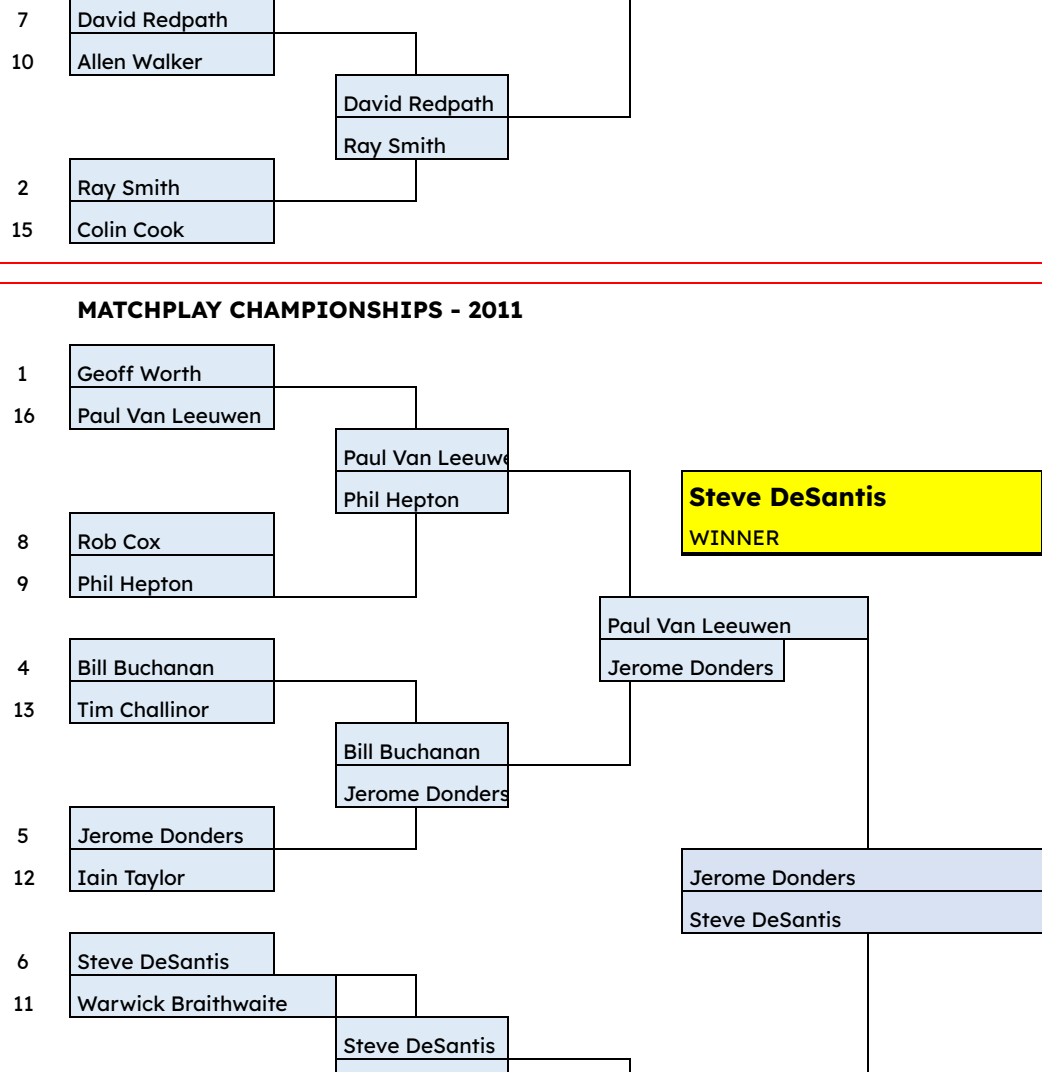 7 David Redpath
10 Allen Walker
David Redpath
Ray Smith
2 Ray Smith
15 Colin Cook
MATCHPLAY CHAMPIONSHIPS - 2011
1 Geoff Worth
16 Paul Van Leeuwen
Paul Van Leeuwe
Phil Hepton
Steve DeSantis
WINNER
8 Rob Cox
9 Phil Hepton
Paul Van Leeuwen
Jerome Donders
4 Bill Buchanan
13 Tim Challinor
Bill Buchanan
Jerome Donders
5 Jerome Donders
12 Iain Taylor
Jerome Donders
Steve DeSantis
6 Steve DeSantis
11 Warwick Braithwaite
Steve DeSantis